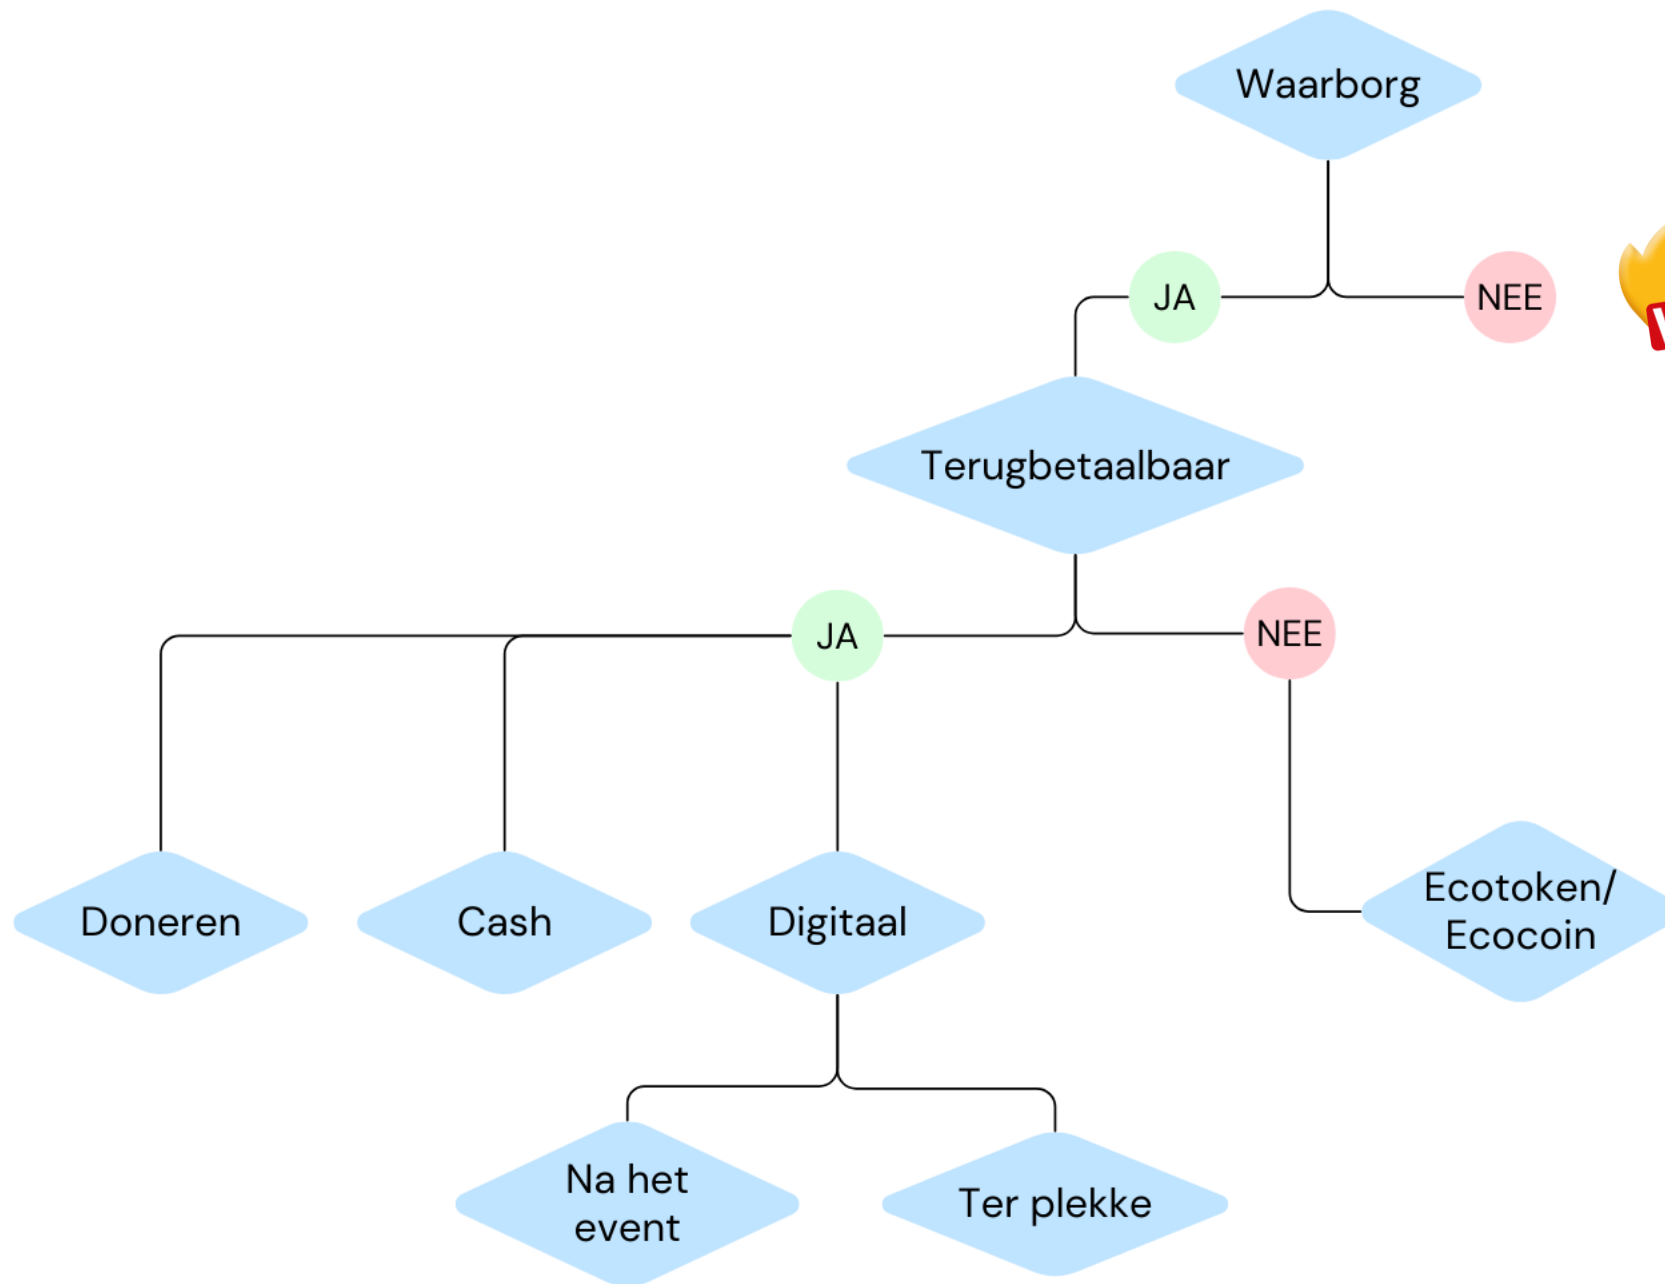 Waarborg
JA
NEE
Terugbetaalbaar
JA
NEE
Doneren
Cash
Digitaal
Ecotoken/
Ecocoin
Na het
event
Ter plekke